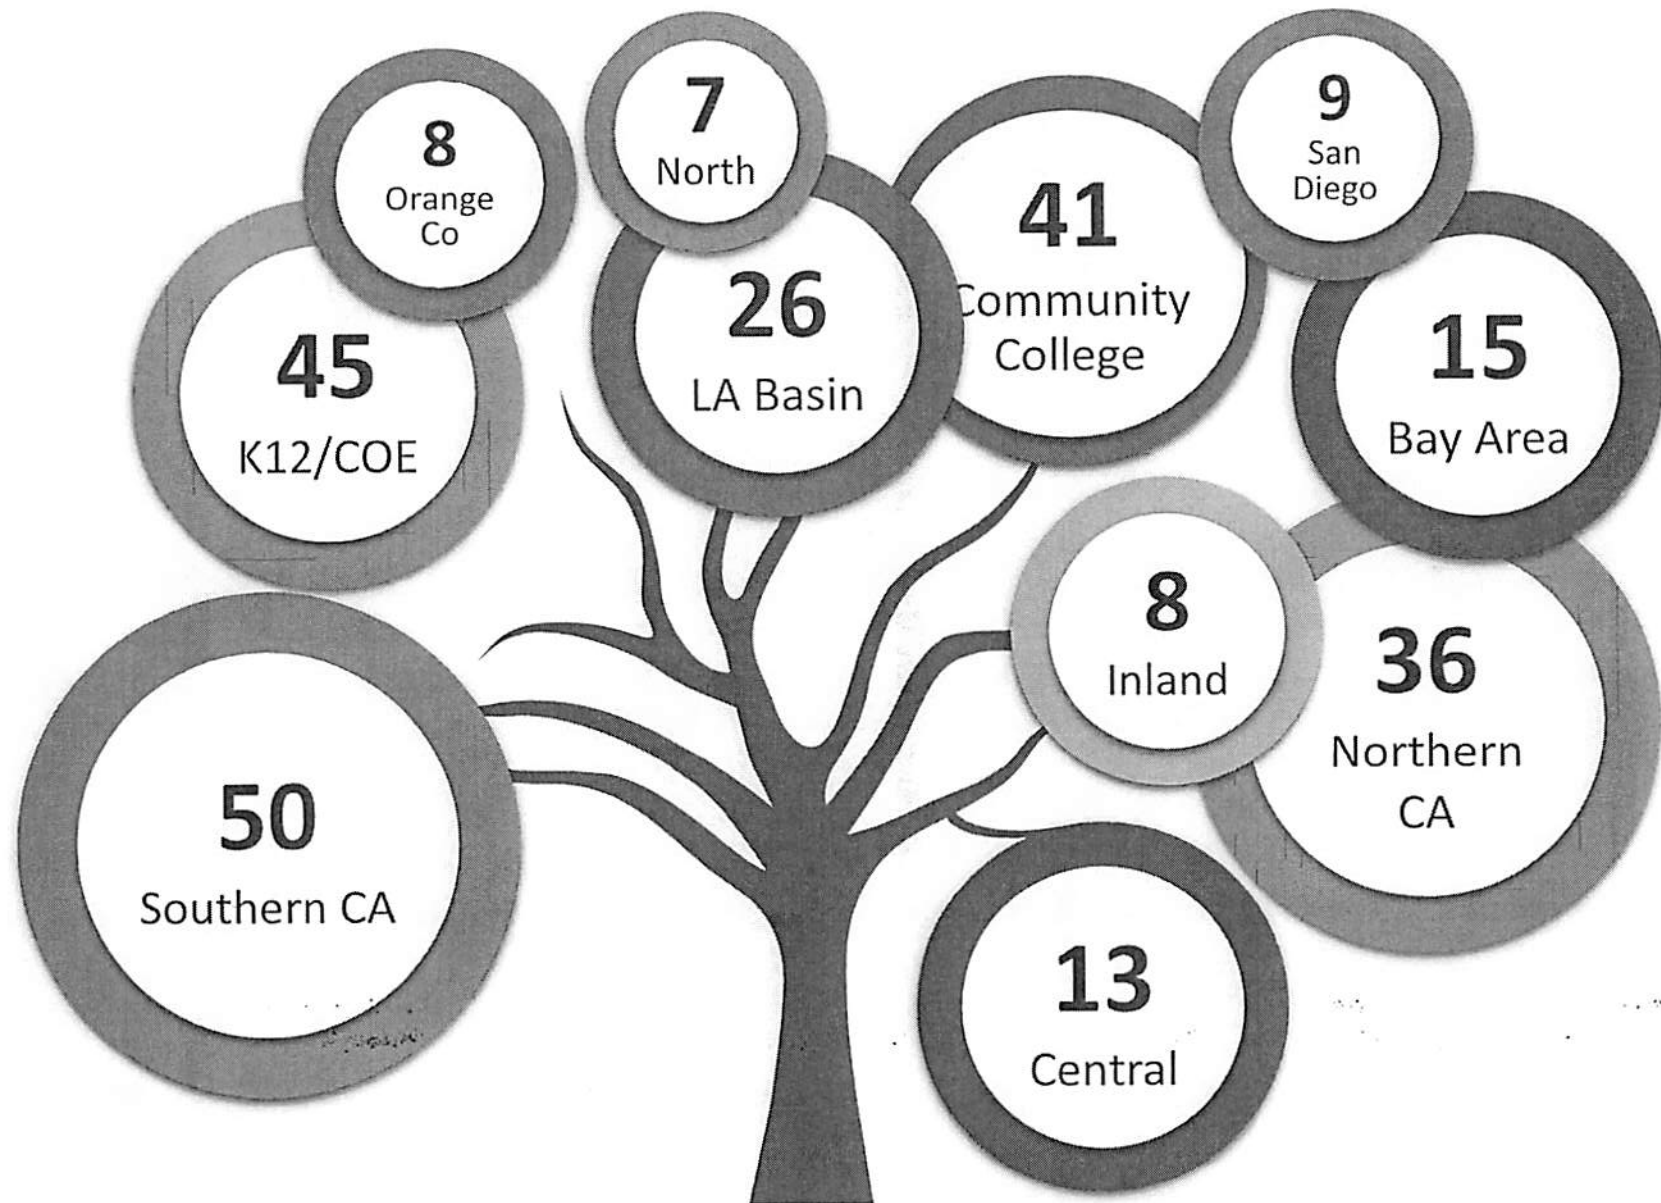 8
Orange
Co
7
North
41
Community
College
9
San
Diego
45
K12/COE
26
LA Basin
15
Bay Area
8
Inland
36
Northern
CA
50
Southern CA
13
Central